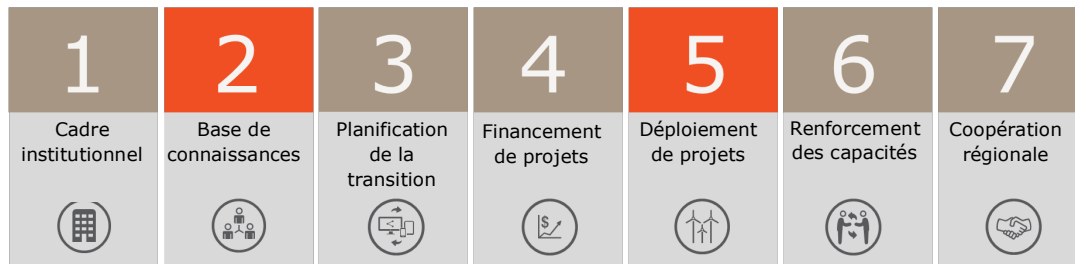 1
Cadre
institutionnel
2
Base de
connaissances
3
Planification
de la
transition
4
Financement
de projets
$
5
Déploiement
de projets
6
Renforcement
des capacités
7
Coopération
régionale